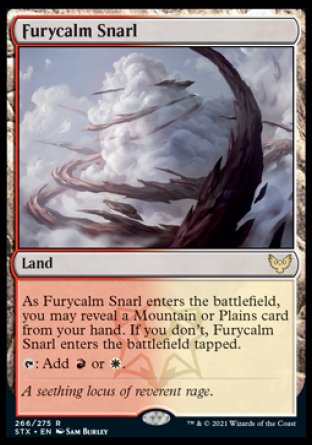 Furycalm Snarl
Land
As Furycalm Snarl enters the battlefield,
you may reveal a Mountain or Plains
card from your hand. If you don't, Furycalm
Snarl enters the battlefield tapped.
: Add or .
A seething locus of reverent rage.
266/275 R
STX • EN Sam Burley
™ & © 2021 Wizards of the Coast